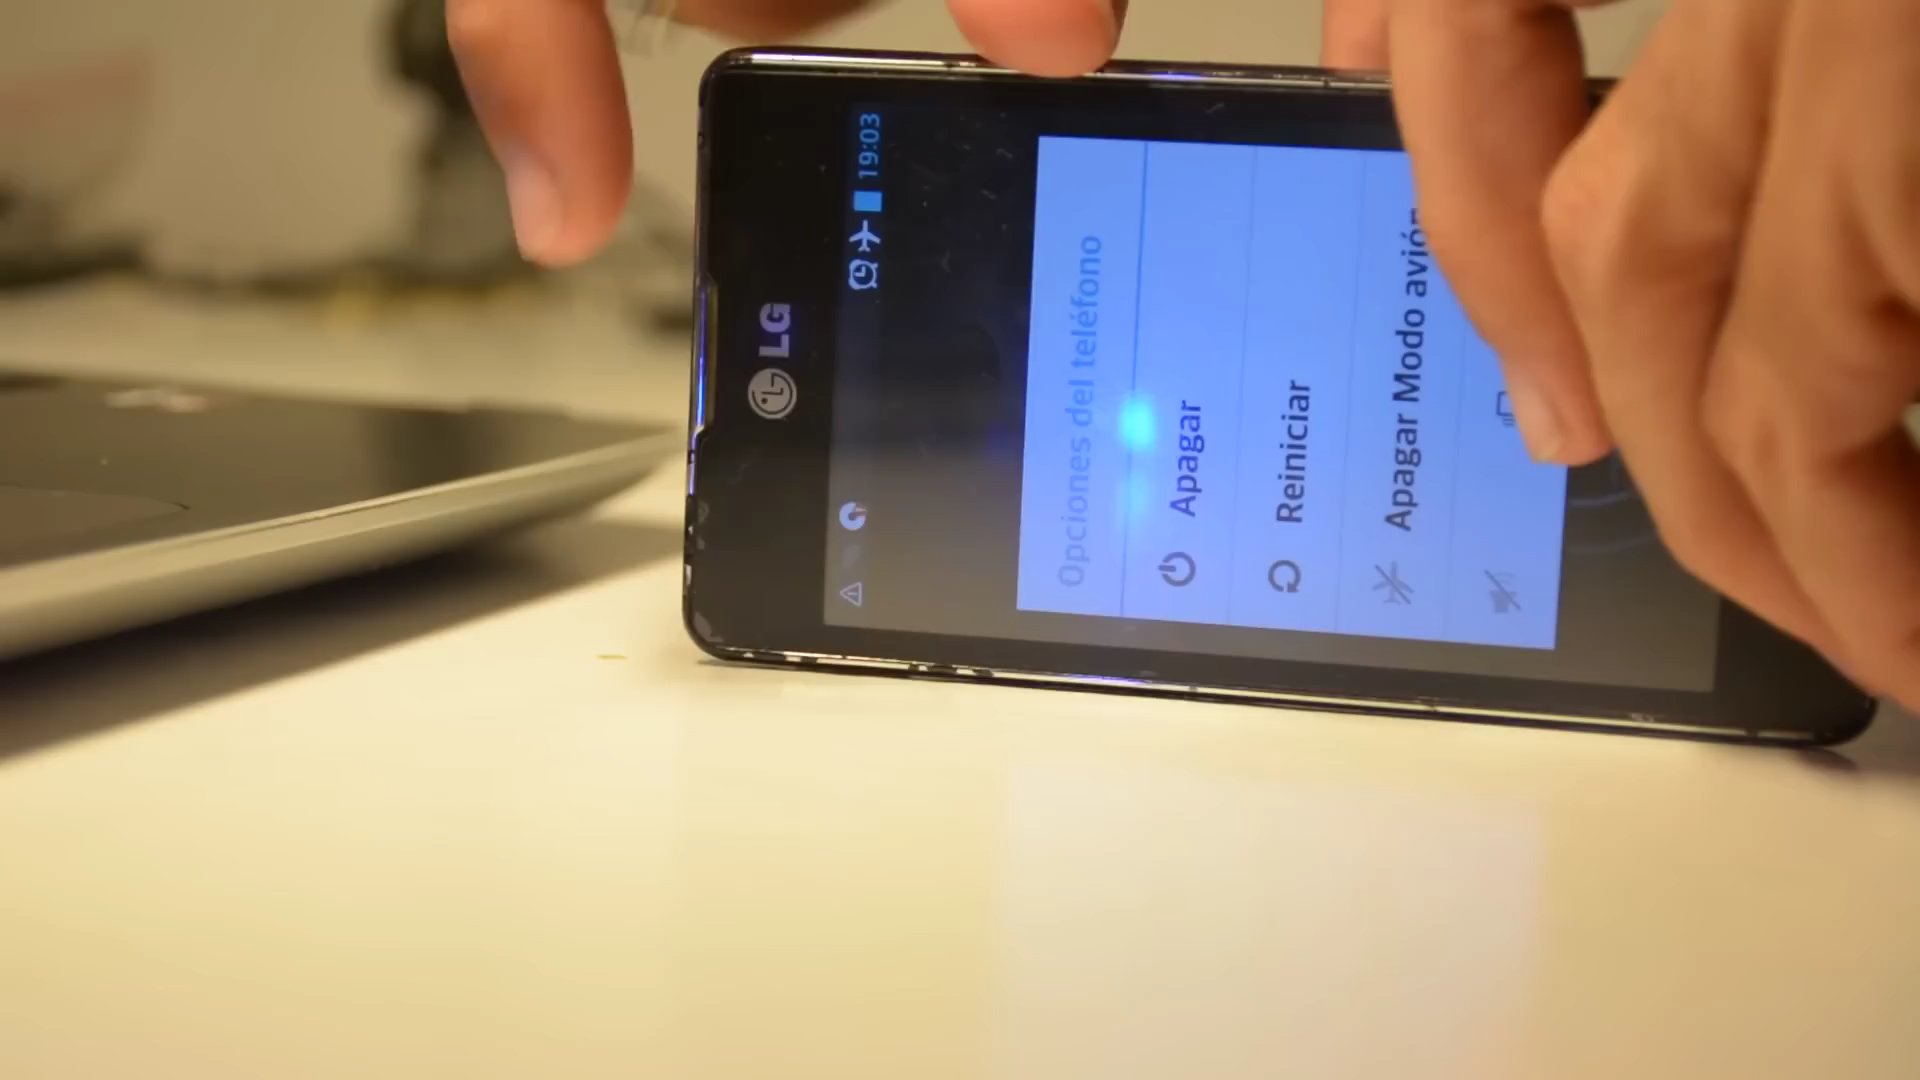 LG
19:03
Opciones del teléfono
Apagar
Reiniciar
Apagar Modo avión